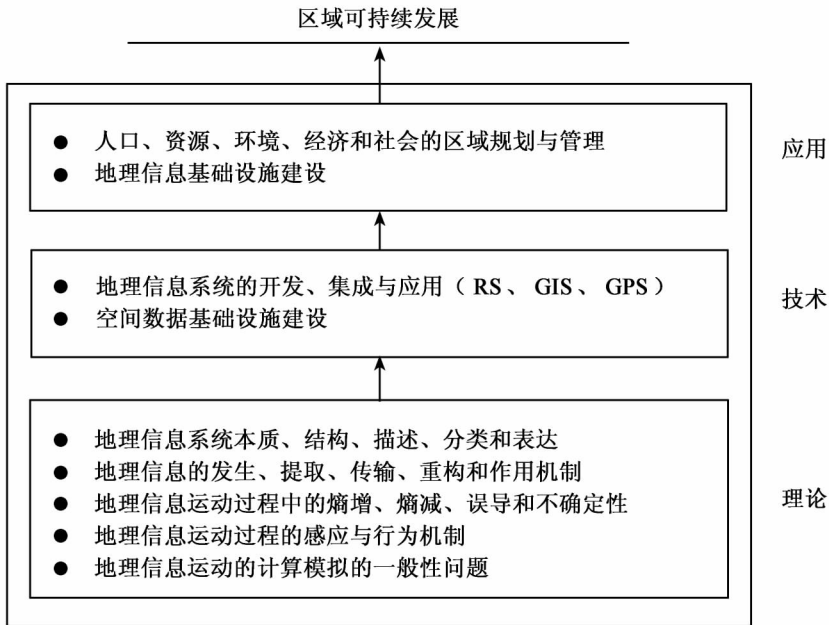 区域可持续发展
● 人口、资源、环境、经济和社会的区域规划与管理
● 地理信息基础设施建设
应用
● 地理信息系统的开发、集成与应用（RS、GIS、GPS）
● 空间数据基础设施建设
技术
● 地理信息系统本质、结构、描述、分类和表达
● 地理信息的发生、提取、传输、重构和作用机制
● 地理信息运动过程中的熵增、熵减、误导和不确定性
● 地理信息运动过程的感应与行为机制
● 地理信息运动的计算模拟的一般性问题
理论